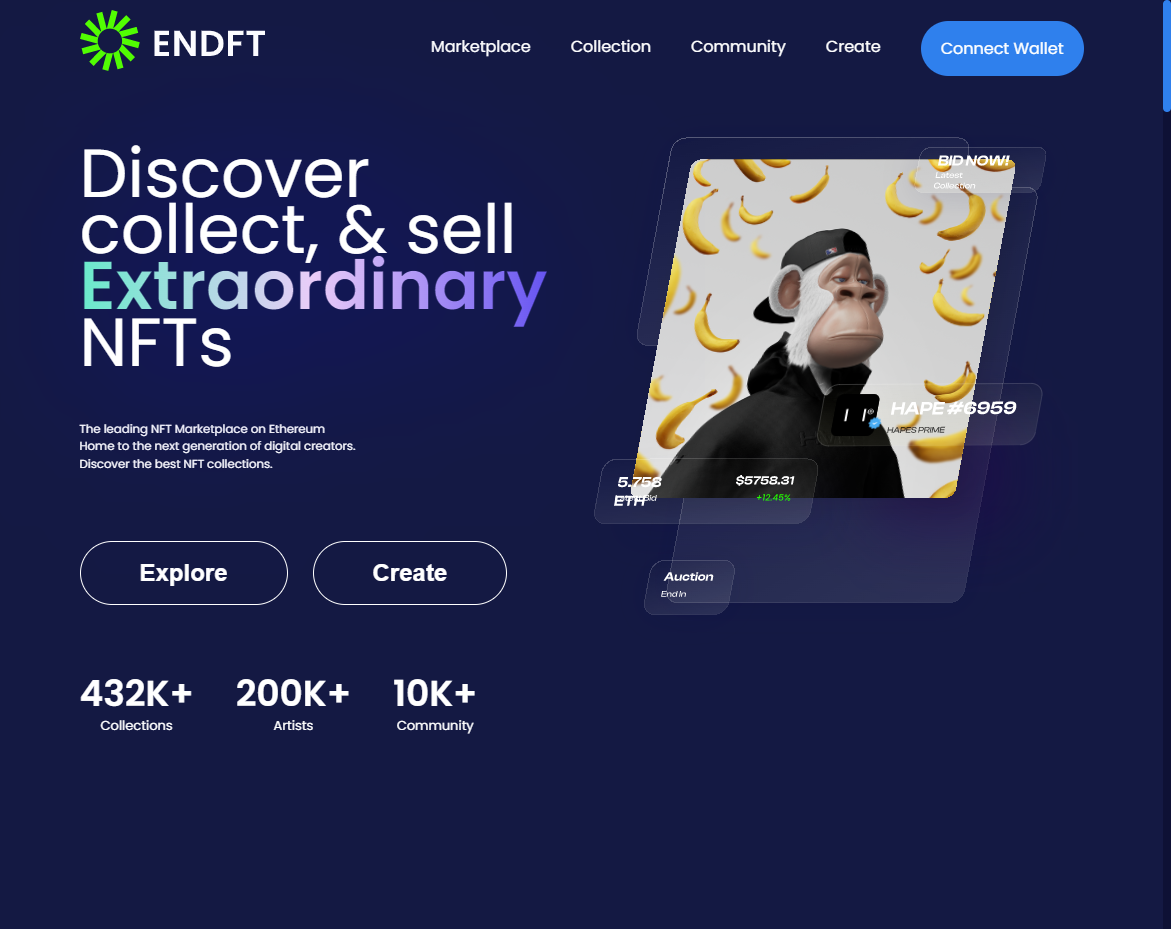 ENDFT
Marketplace
Collection
Community
Create
Connect Wallet
Discover
collect, & sell
Extraordinary
NFTs
The leading NFT Marketplace on Ethereum
Home to the next generation of digital creators.
Discover the best NFT collections.
Explore
Create
432K+
Collections
200K+
Artists
10K+
Community
BID NOW!
Latest
Collection
HAPE #6959
HAPES PRIME
5.758
ETH
Latest Bid
$5758.31
+12.45%
Auction
End In